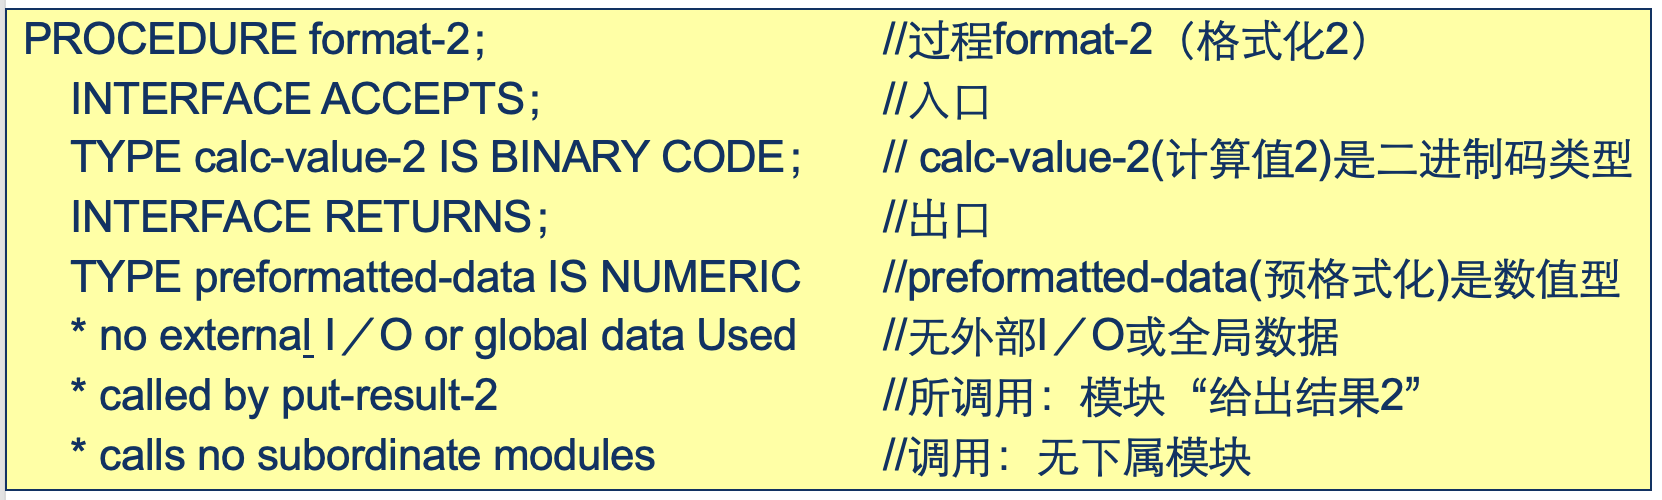 PROCEDURE format-2; //过程format-2（格式化2）
INTERFACE ACCEPTS; //入口
TYPE calc-value-2 IS BINARY CODE; // calc-value-2(计算值2)是二进制码类型
INTERFACE RETURNS; //出口
TYPE preformatted-data IS NUMERIC //preformatted-data(预格式化)是数值型
* no external I／O or global data Used //无外部I／O或全局数据
* called by put-result-2 //所调用：模块“给出结果2”
* calls no subordinate modules //调用：无下属模块